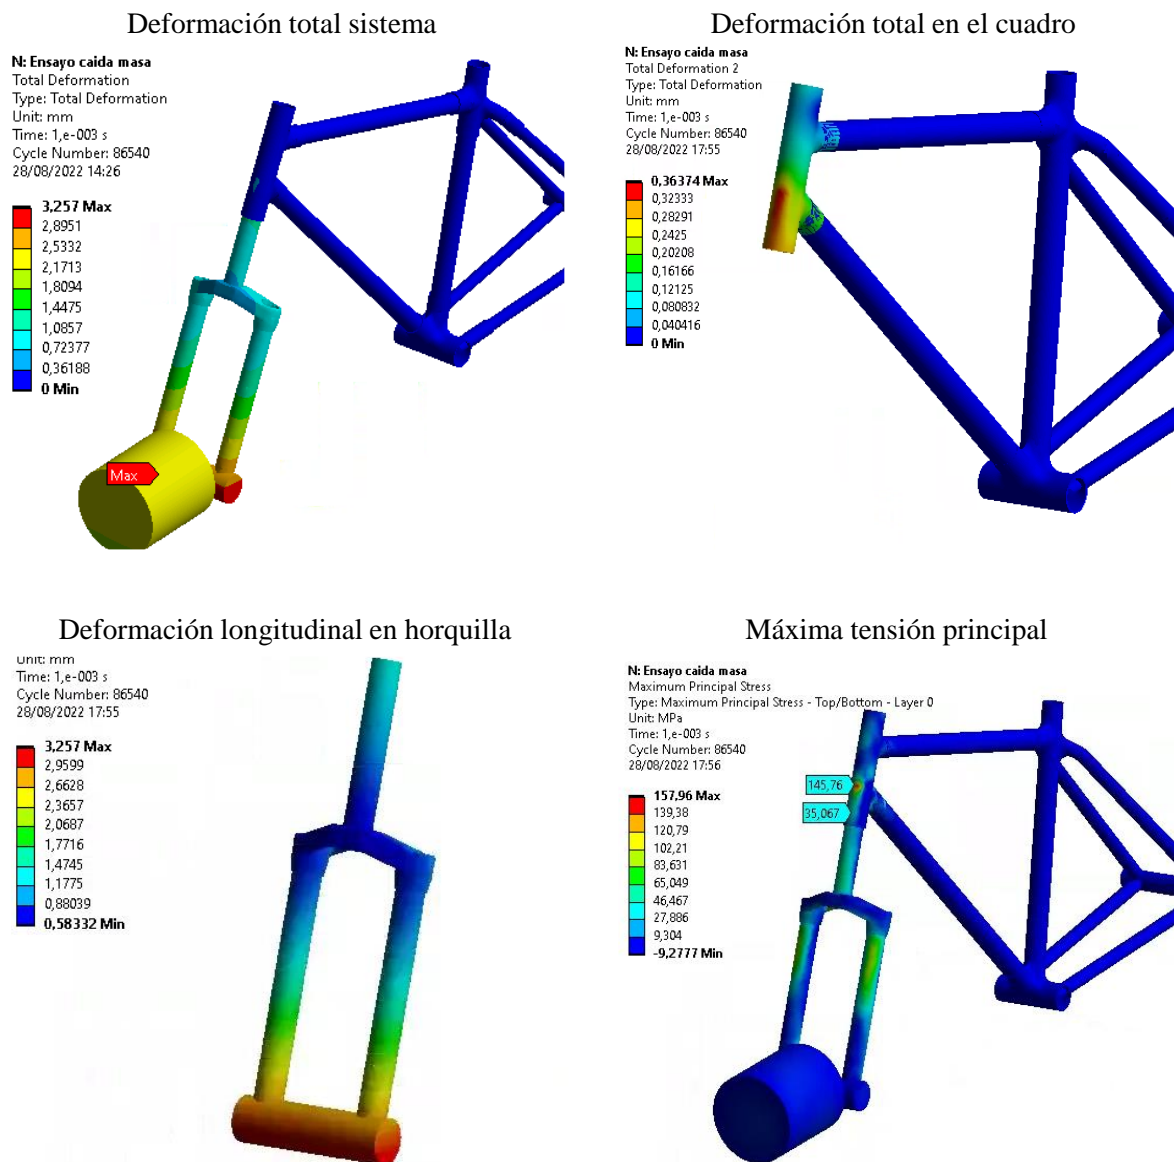 Deformación total sistema
N: Ensayo caida masa
Total Deformation
Type: Total Deformation
Unit: mm
Time: 1,e-003 s
Cycle Number: 86540
28/08/2022 14:26
3,257 Max
2,8951
2,5332
2,1713
1,8094
1,4475
1,0857
0,72377
0,36188
0 Min
Max
Deformación total en el cuadro
N: Ensayo caida masa
Total Deformation 2
Type: Total Deformation
Unit: mm
Time: 1,e-003 s
Cycle Number: 86540
28/08/2022 17:55
0,36374 Max
0,32333
0,28291
0,2425
0,20208
0,16166
0,12125
0,080832
0,040416
0 Min
Deformación longitudinal en horquilla
Unit: mm
Time: 1,e-003 s
Cycle Number: 86540
28/08/2022 17:55
3,257 Max
2,9599
2,6628
2,3657
2,0687
1,7716
1,4745
1,1775
0,88039
0,58332 Min
Máxima tensión principal
N: Ensayo caida masa
Maximum Principal Stress
Type: Maximum Principal Stress - Top/Bottom - Layer 0
Unit: MPa
Time: 1,e-003 s
Cycle Number: 86540
28/08/2022 17:56
157,96 Max
139,38
120,79
102,21
83,631
65,049
46,467
27,886
9,304
-9,2777 Min
145,76
35,067